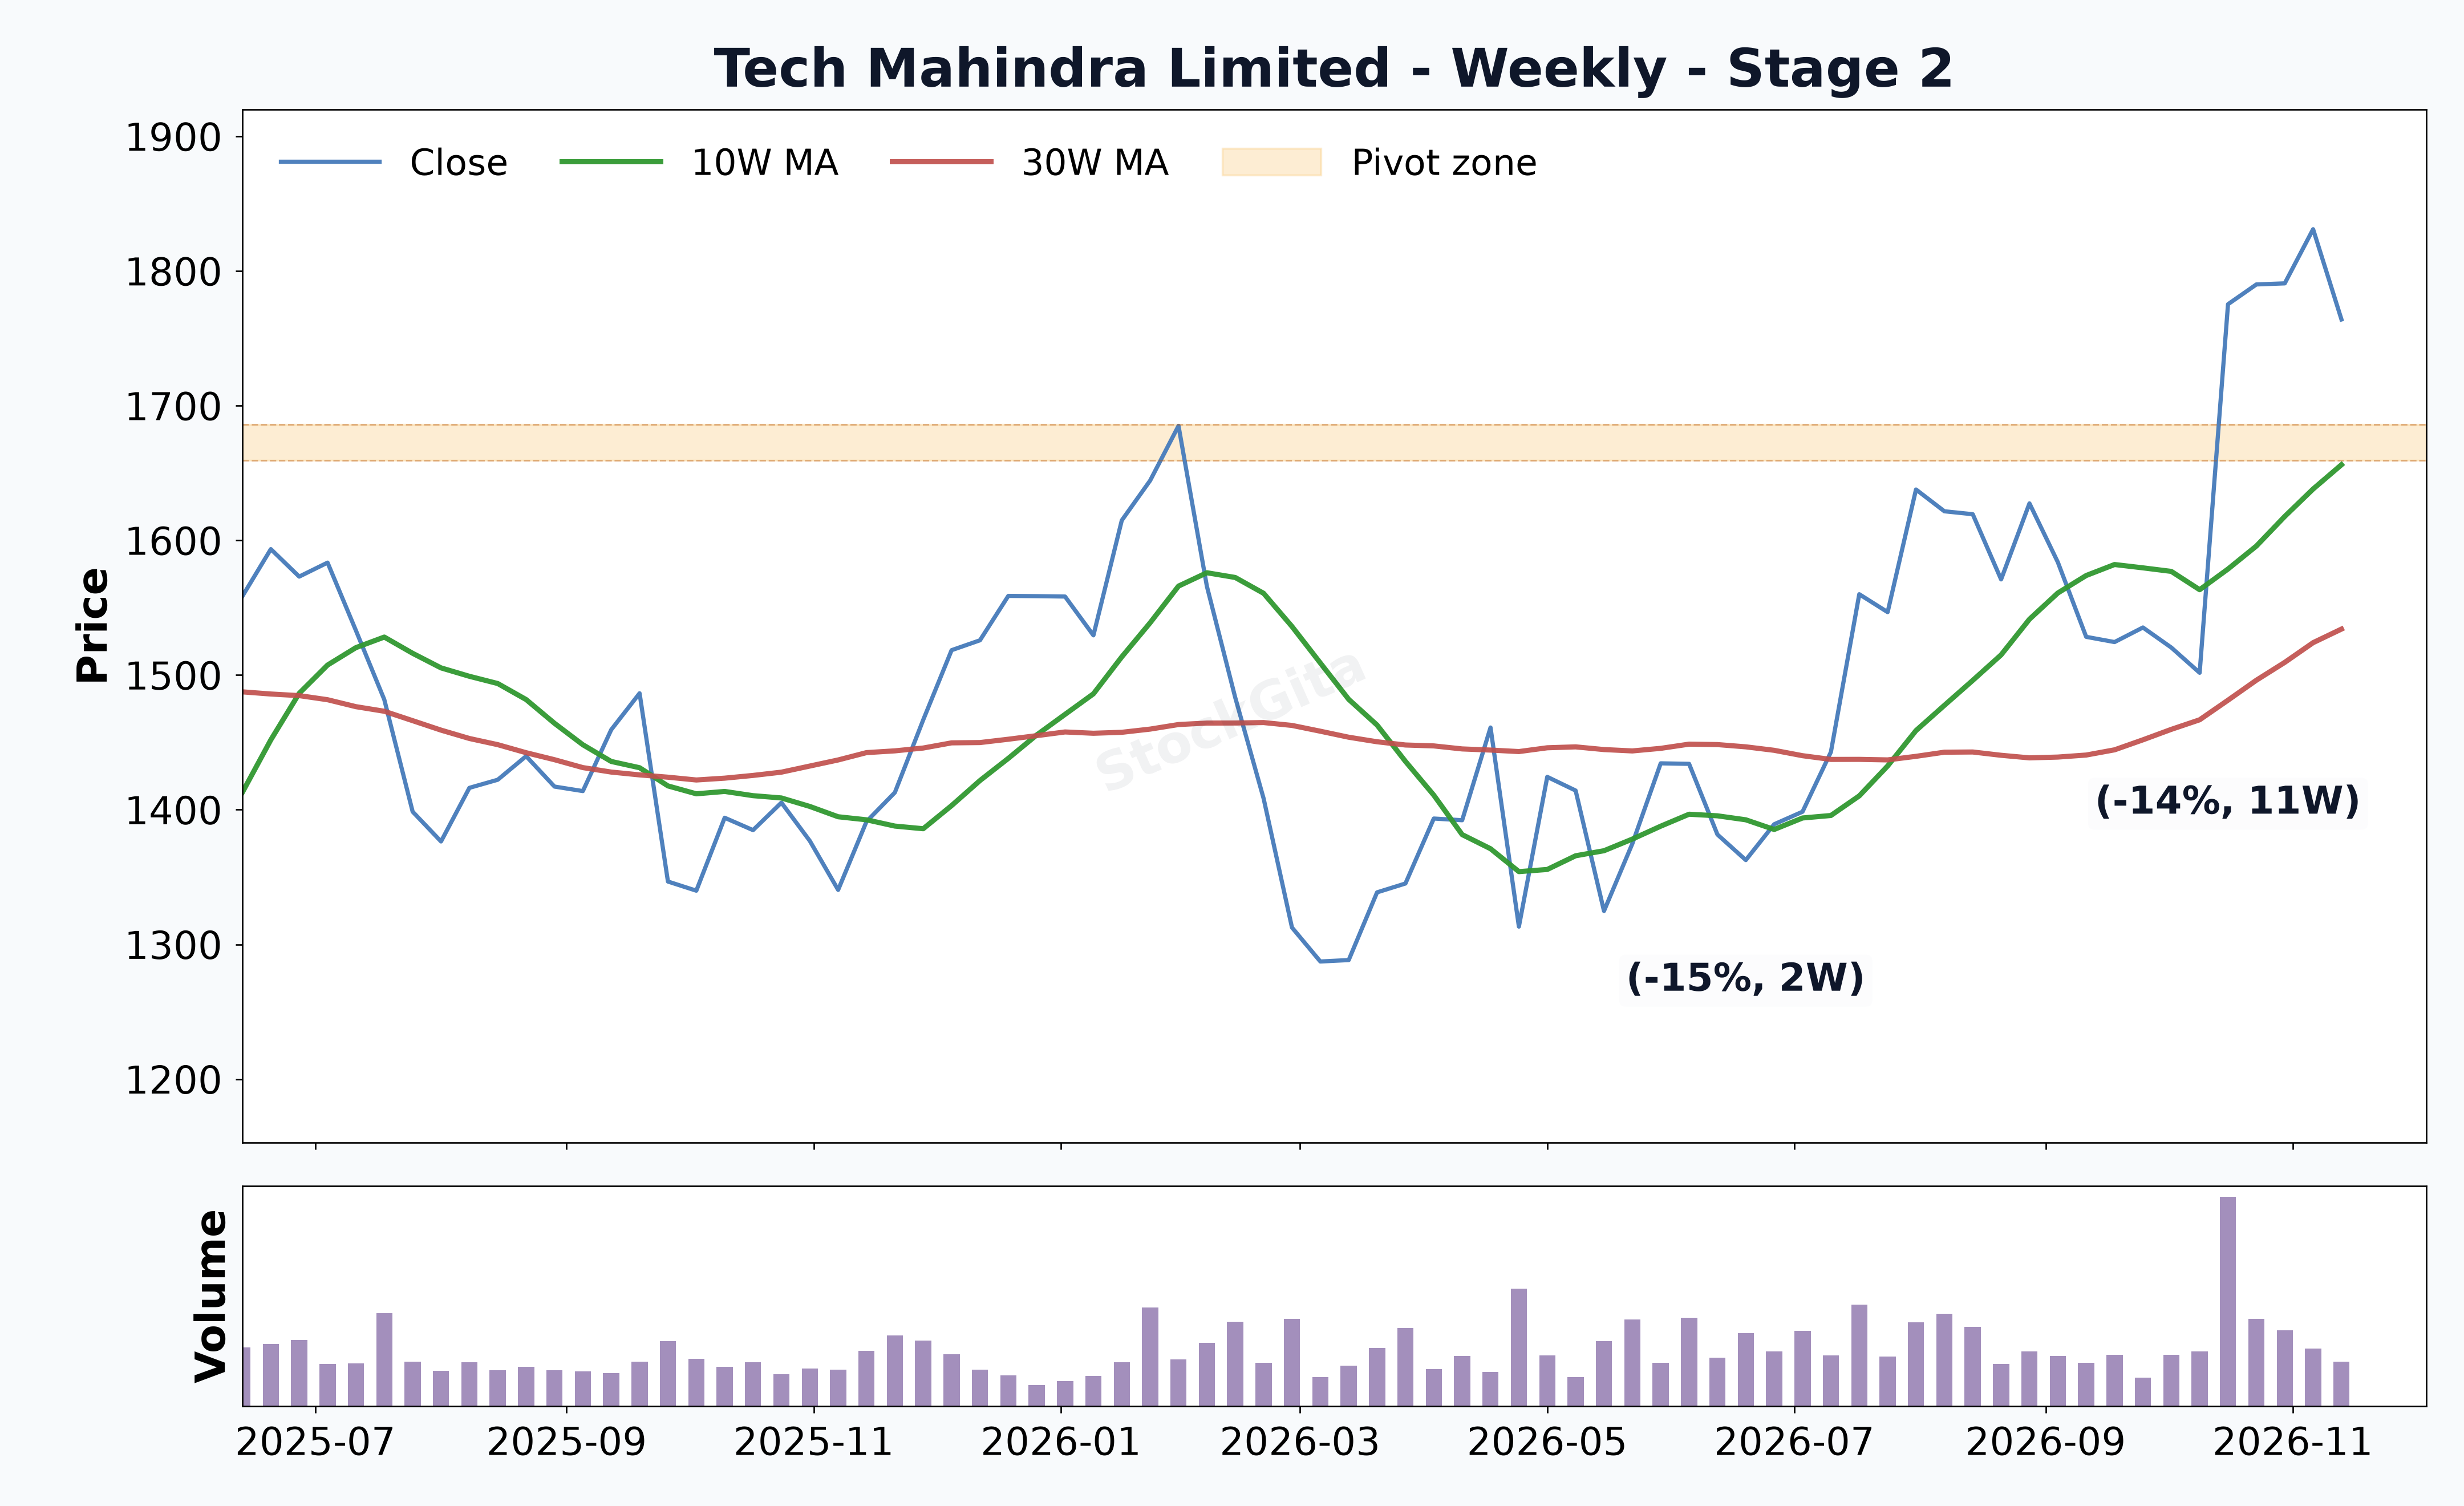 Tech Mahindra Limited - Weekly - Stage 2
Close 10W MA 30W MA Pivot zone
1900
1800
1700
1600
1500
1400
1300
1200
Price
StockGita
(-14%, 11W)
(-15%, 2W)
Volume
2025-07 2025-09 2025-11 2026-01 2026-03 2026-05 2026-07 2026-09 2026-11